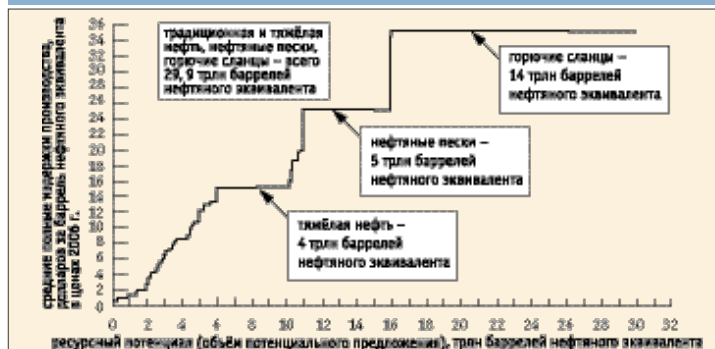 средние полные издержки производства,
долларов за баррель нефтяного эквивалента
в ценах 2006 г.
36
34
32
30
28
26
24
22
20
18
16
14
12
10
8
6
4
2
0
традиционная и тяжёлая
нефть, нефтяные пески,
горючие сланцы – всего
29, 9 трлн баррелей
нефтяного эквивалента
горючие сланцы –
14 трлн баррелей
нефтяного эквивалента
нефтяные пески –
5 трлн баррелей
нефтяного эквивалента
тяжёлая нефть –
4 трлн баррелей
нефтяного эквивалента
0 2 4 6 8 10 12 14 16 18 20 22 24 26 28 30 32
ресурсный потенциал (объём потенциального предложения), трлн баррелей нефтяного эквивалента